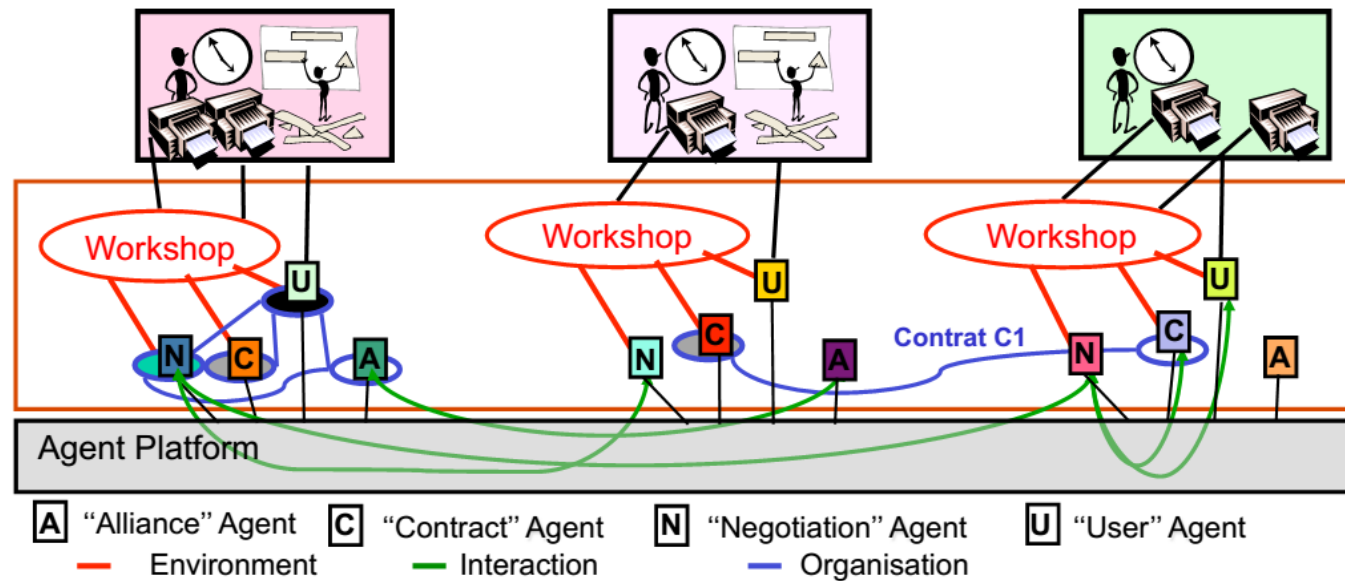 Workshop
Workshop
Workshop
U
U
U
N
C
A
N
C
A
Contrat C1
N
C
A
Agent Platform
A “Alliance” Agent C “Contract” Agent N “Negotiation” Agent U “User” Agent
Environment Interaction Organisation